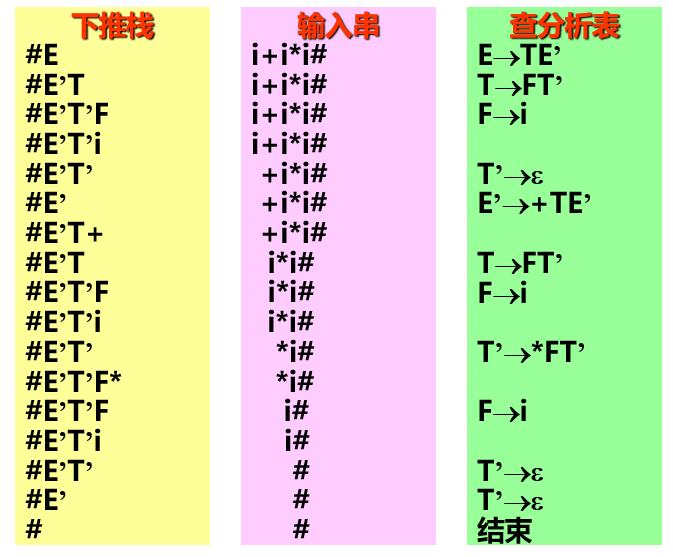 下推栈 输入串 查分析表
#E i+i*i# E→TE’
#E’T i+i*i# T→FT’
#E’T’F i+i*i# F→i
#E’T’i i+i*i#
#E’T’ +i*i# T’→ε
#E’ +i*i# E’→+TE’
#E’T+ +i*i#
#E’T i*i# T→FT’
#E’T’F i*i# F→i
#E’T’i i*i#
#E’T’ *i# T’→*FT’
#E’T’F* *i#
#E’T’F i# F→i
#E’T’i i#
#E’T’ # T’→ε
#E’ # T’→ε
# # 结束